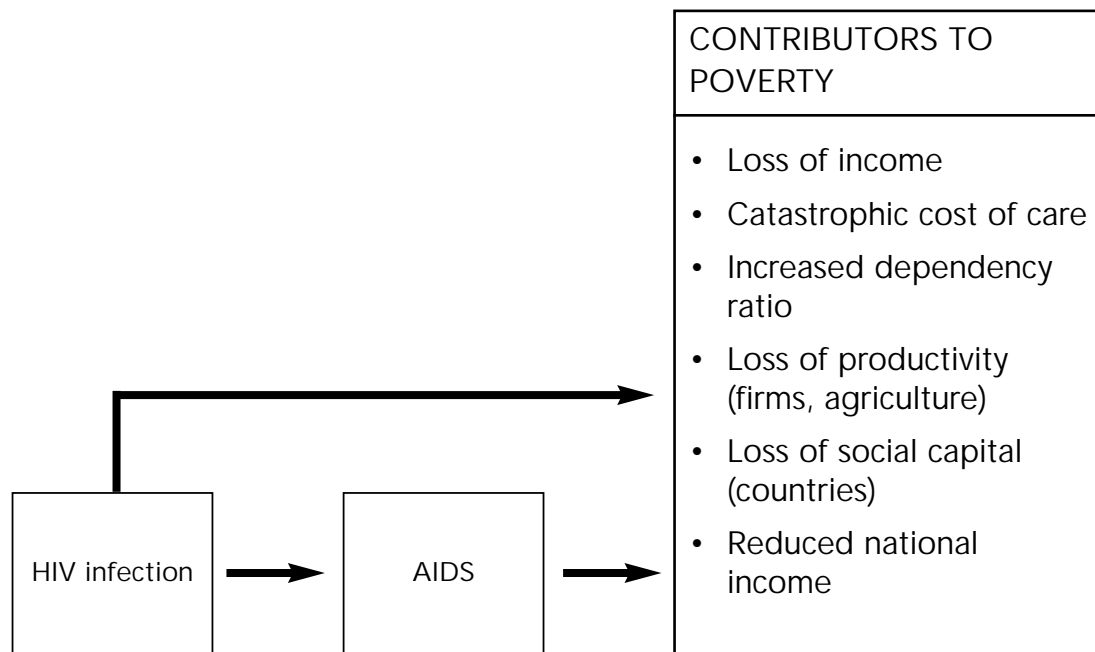 CONTRIBUTORS TO
POVERTY
• Loss of income
• Catastrophic cost of care
• Increased dependency
ratio
• Loss of productivity
(firms, agriculture)
• Loss of social capital
(countries)
• Reduced national
income
HIV infection
AIDS